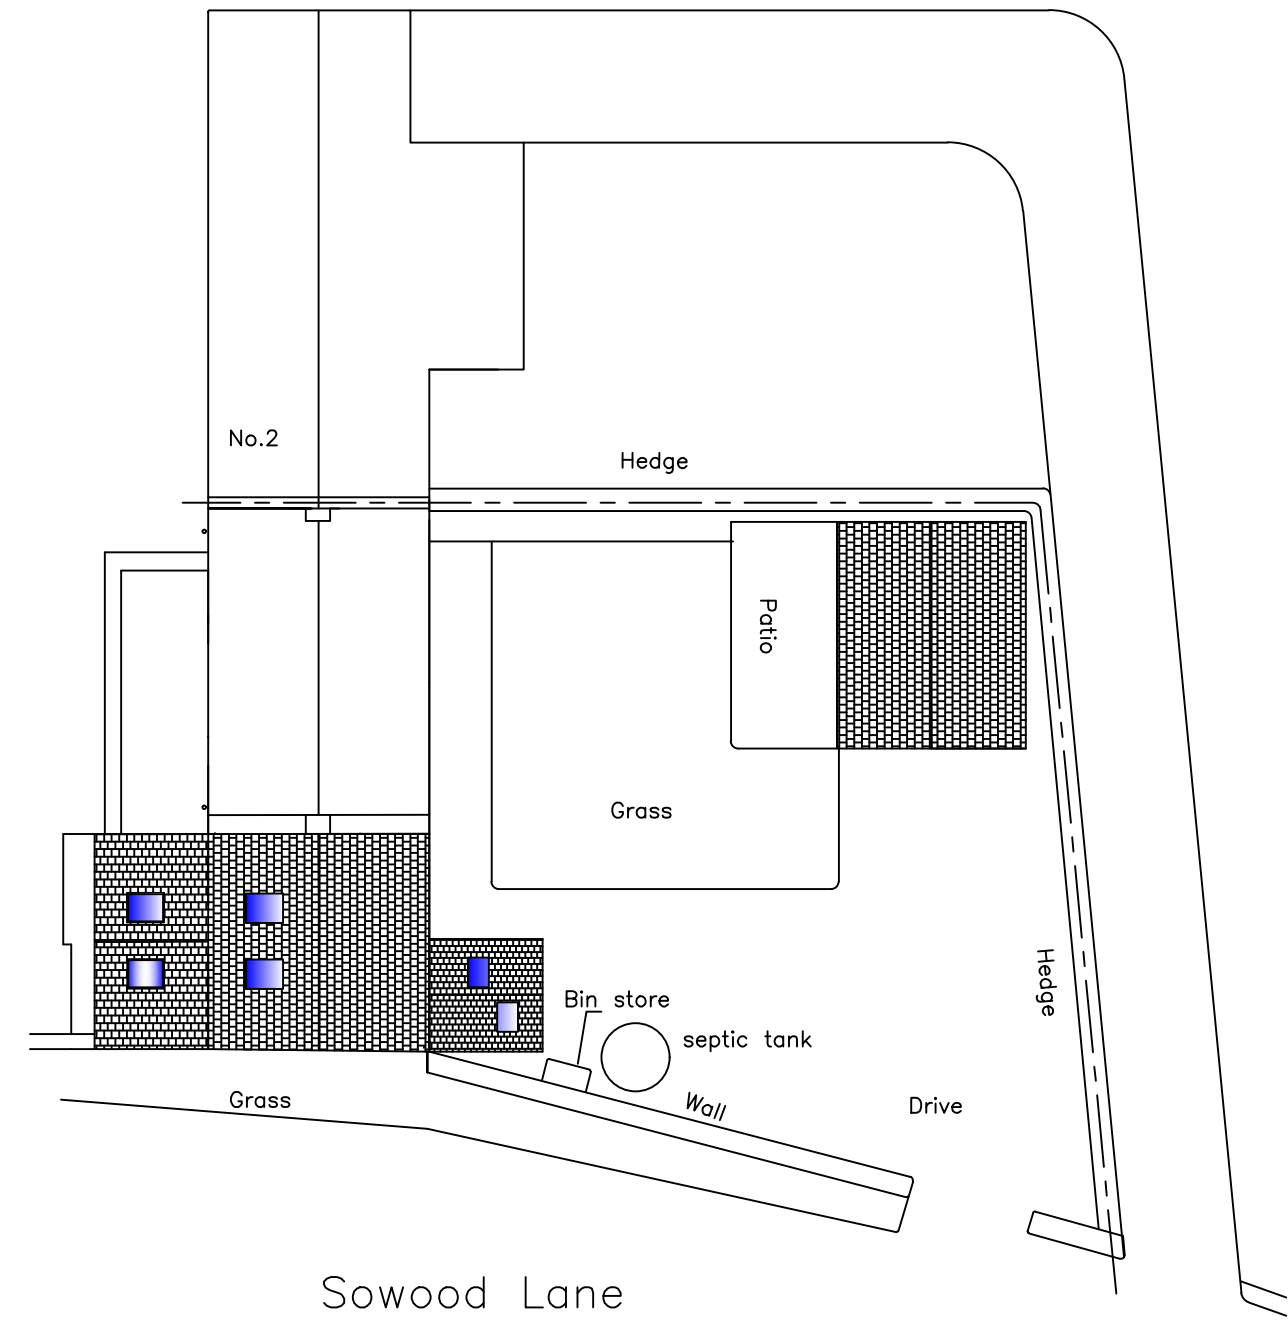 No.2
Hedge
Patio
Grass
Hedge
Bin store
septic tank
Grass
Wall
Drive
Sowood Lane